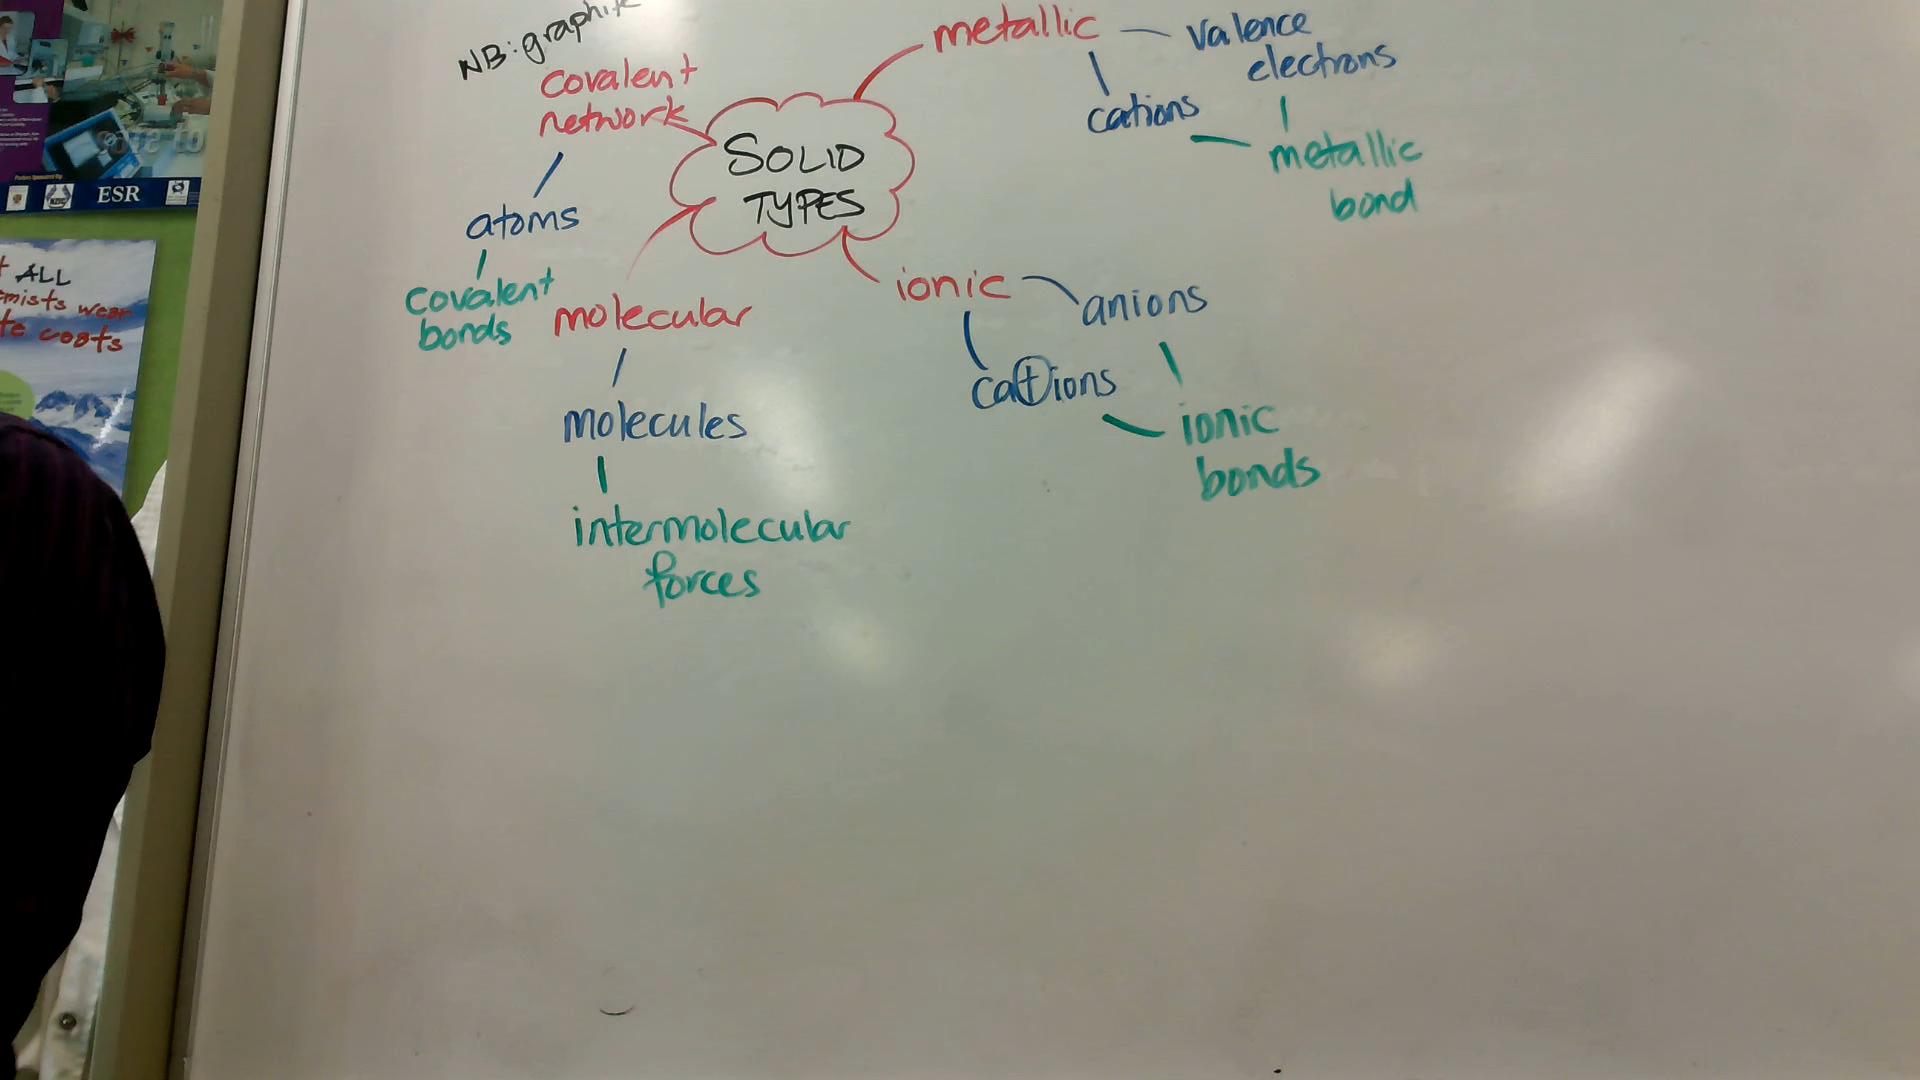 NB: graphite
covalent
network
atoms
covalent
bonds
SOLID
TYPES
metallic
valence
electrons
cations
metallic
bond
molecular
molecules
intermolecular
forces
ionic
anions
cations
ionic
bonds
ESR
ALL
wear
coats